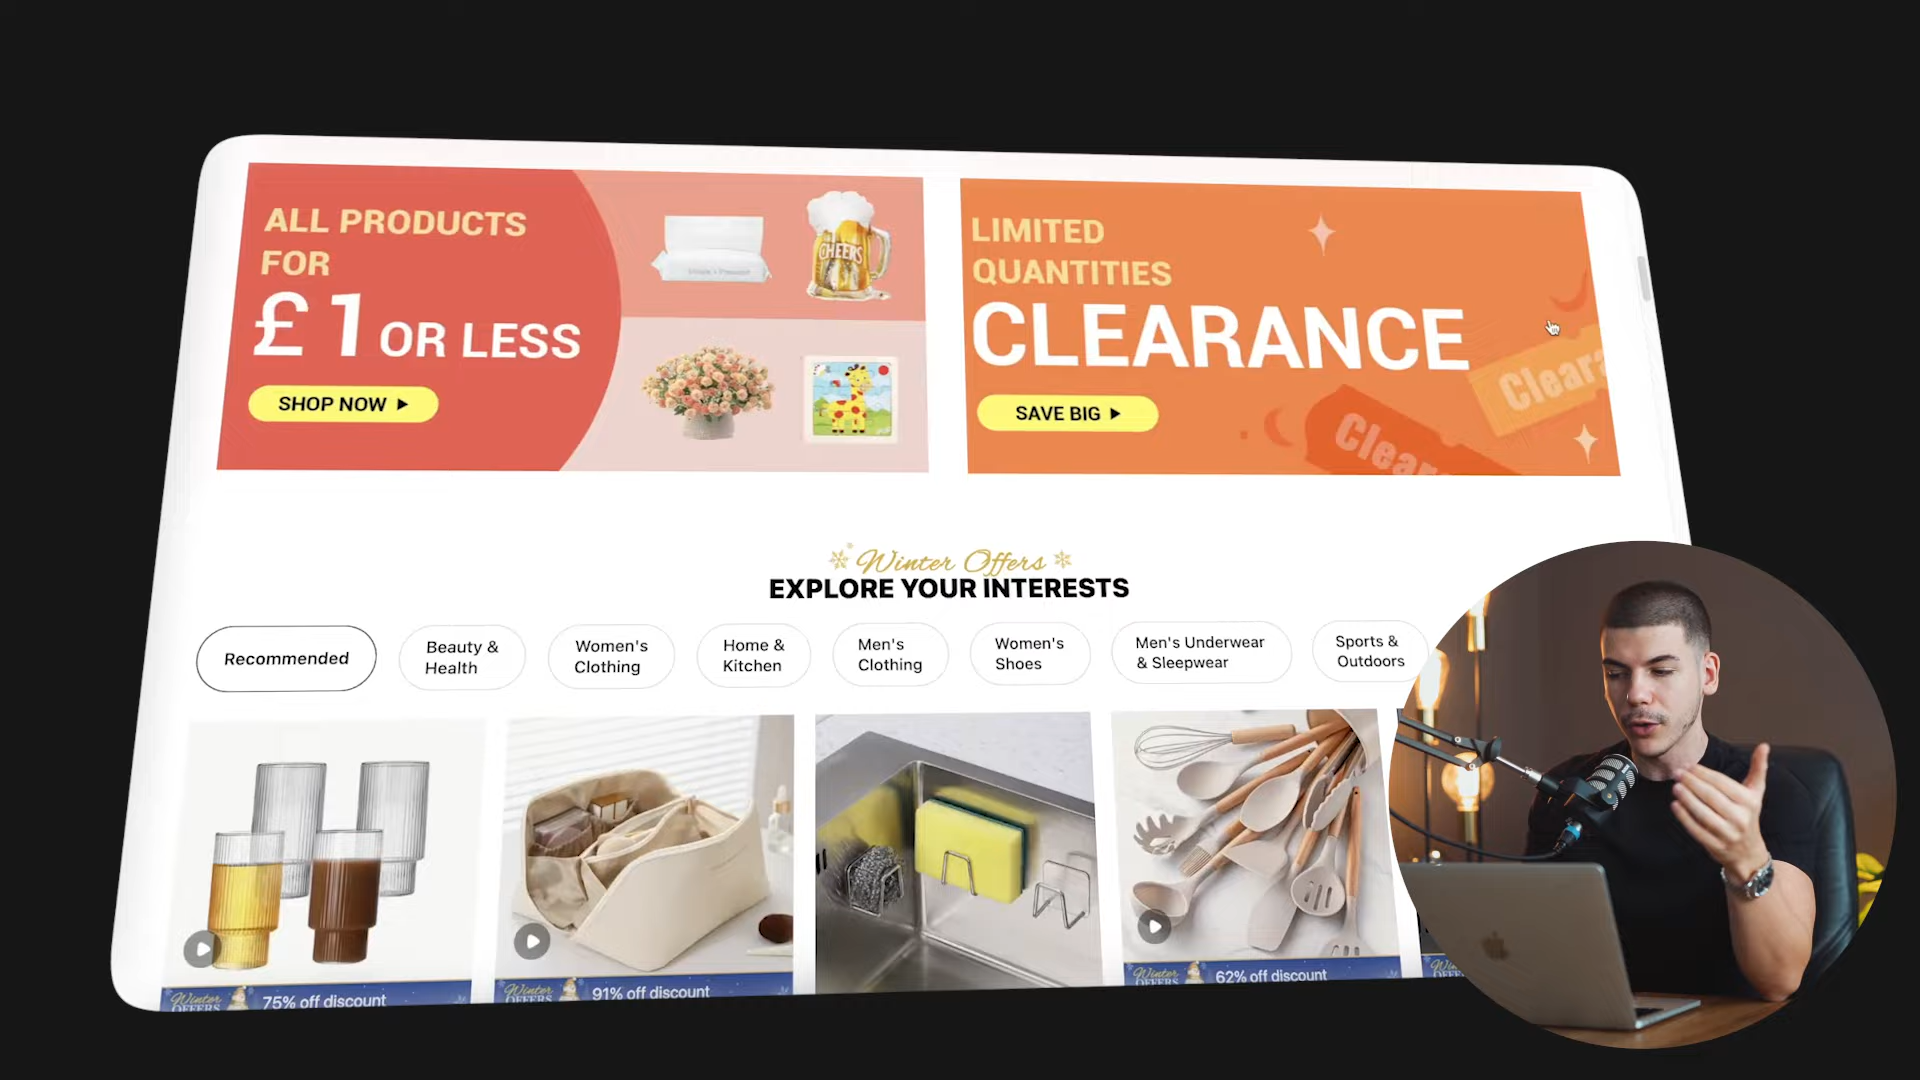 ALL PRODUCTS
FOR
£1 OR LESS
SHOP NOW
CHEERS
LIMITED
QUANTITIES
CLEARANCE
SAVE BIG
Clear
Clear
Winter Offers
EXPLORE YOUR INTERESTS
Recommended
Beauty &
Health
Women's
Clothing
Home &
Kitchen
Men's
Clothing
Women's
Shoes
Men's Underwear
& Sleepwear
Sports &
Outdoors
Winter
OFFERS
75% off discount
Winter
OFFERS
91% off discount
Winter
OFFERS
62% off discount